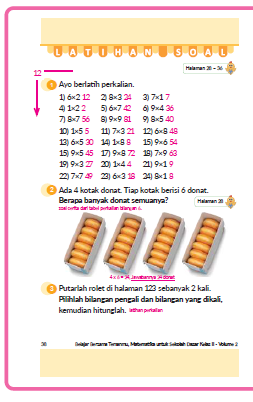 LATIHAN SOAL
Halaman 28 - 36
12
1 Ayo berlatih perkalian.
1) 6×2 12 2) 8×3 24 3) 7×1 7
4) 1×2 2 5) 6×7 42 6) 9×4 36
7) 8×7 56 8) 9×9 81 9) 8×5 40
10) 1×5 5 11) 7×3 21 12) 6×8 48
13) 6×5 30 14) 1×8 8 15) 9×6 54
16) 9×5 45 17) 9×8 72 18) 7×9 63
19) 9×3 27 20) 1×4 4 21) 9×1 9
22) 7×7 49 23) 6×3 18 24) 8×1 8
2 Ada 4 kotak donat. Tiap kotak berisi 6 donat.
Berapa banyak donat semuanya?
Halaman 28
soal cerita dari tabel perkalian bilangan 6.
4 x 6 = 24 Jawabannya 24 donat
3 Putarlah rolet di halaman 123 sebanyak 2 kali.
Pilihlah bilangan pengali dan bilangan yang dikali,
kemudian hitunglah. latihan perkalian
38 Belajar Bersama Temanmu, Matematika untuk Sekolah Dasar Kelas II - Volume 2